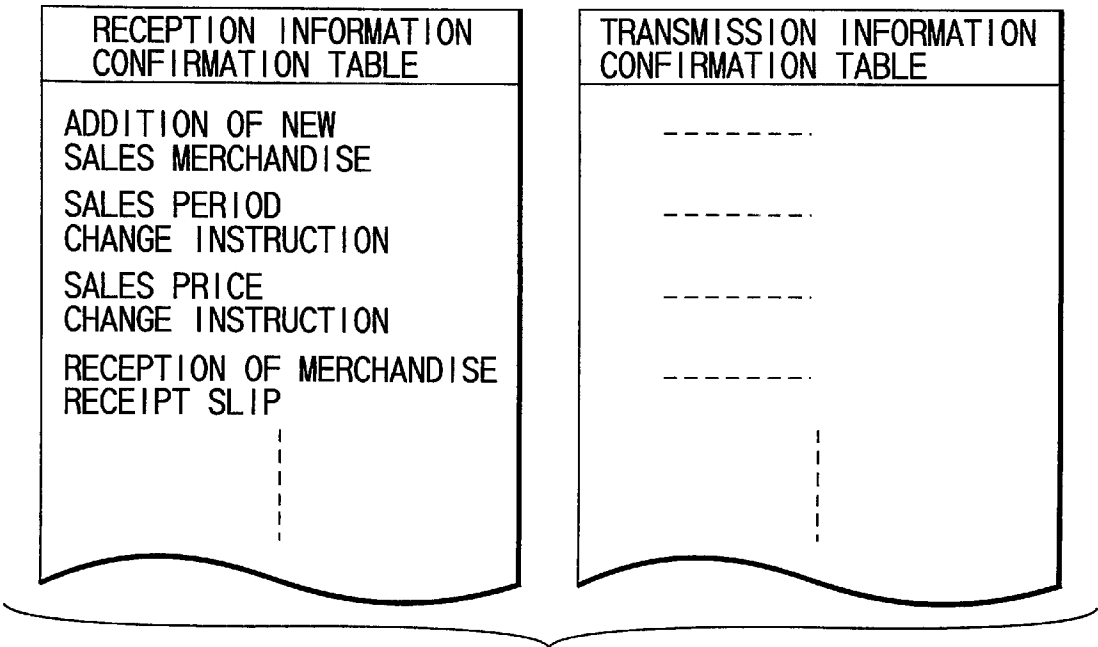 RECEPTION INFORMATION
CONFIRMATION TABLE
ADDITION OF NEW
SALES MERCHANDISE
SALES PERIOD
CHANGE INSTRUCTION
SALES PRICE
CHANGE INSTRUCTION
RECEPTION OF MERCHANDISE
RECEIPT SLIP
TRANSMISSION INFORMATION
CONFIRMATION TABLE